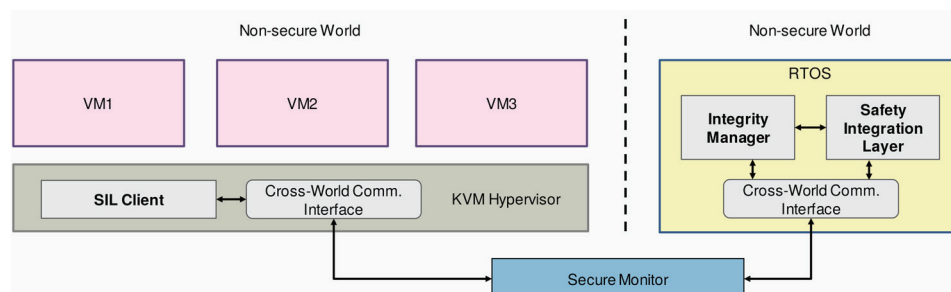 Non-secure World
Non-secure World
VM1
VM2
VM3
RTOS
Integrity
Manager
Safety
Integration
Layer
SIL Client
Cross-World Comm.
Interface
KVM Hypervisor
Cross-World Comm.
Interface
Secure Monitor